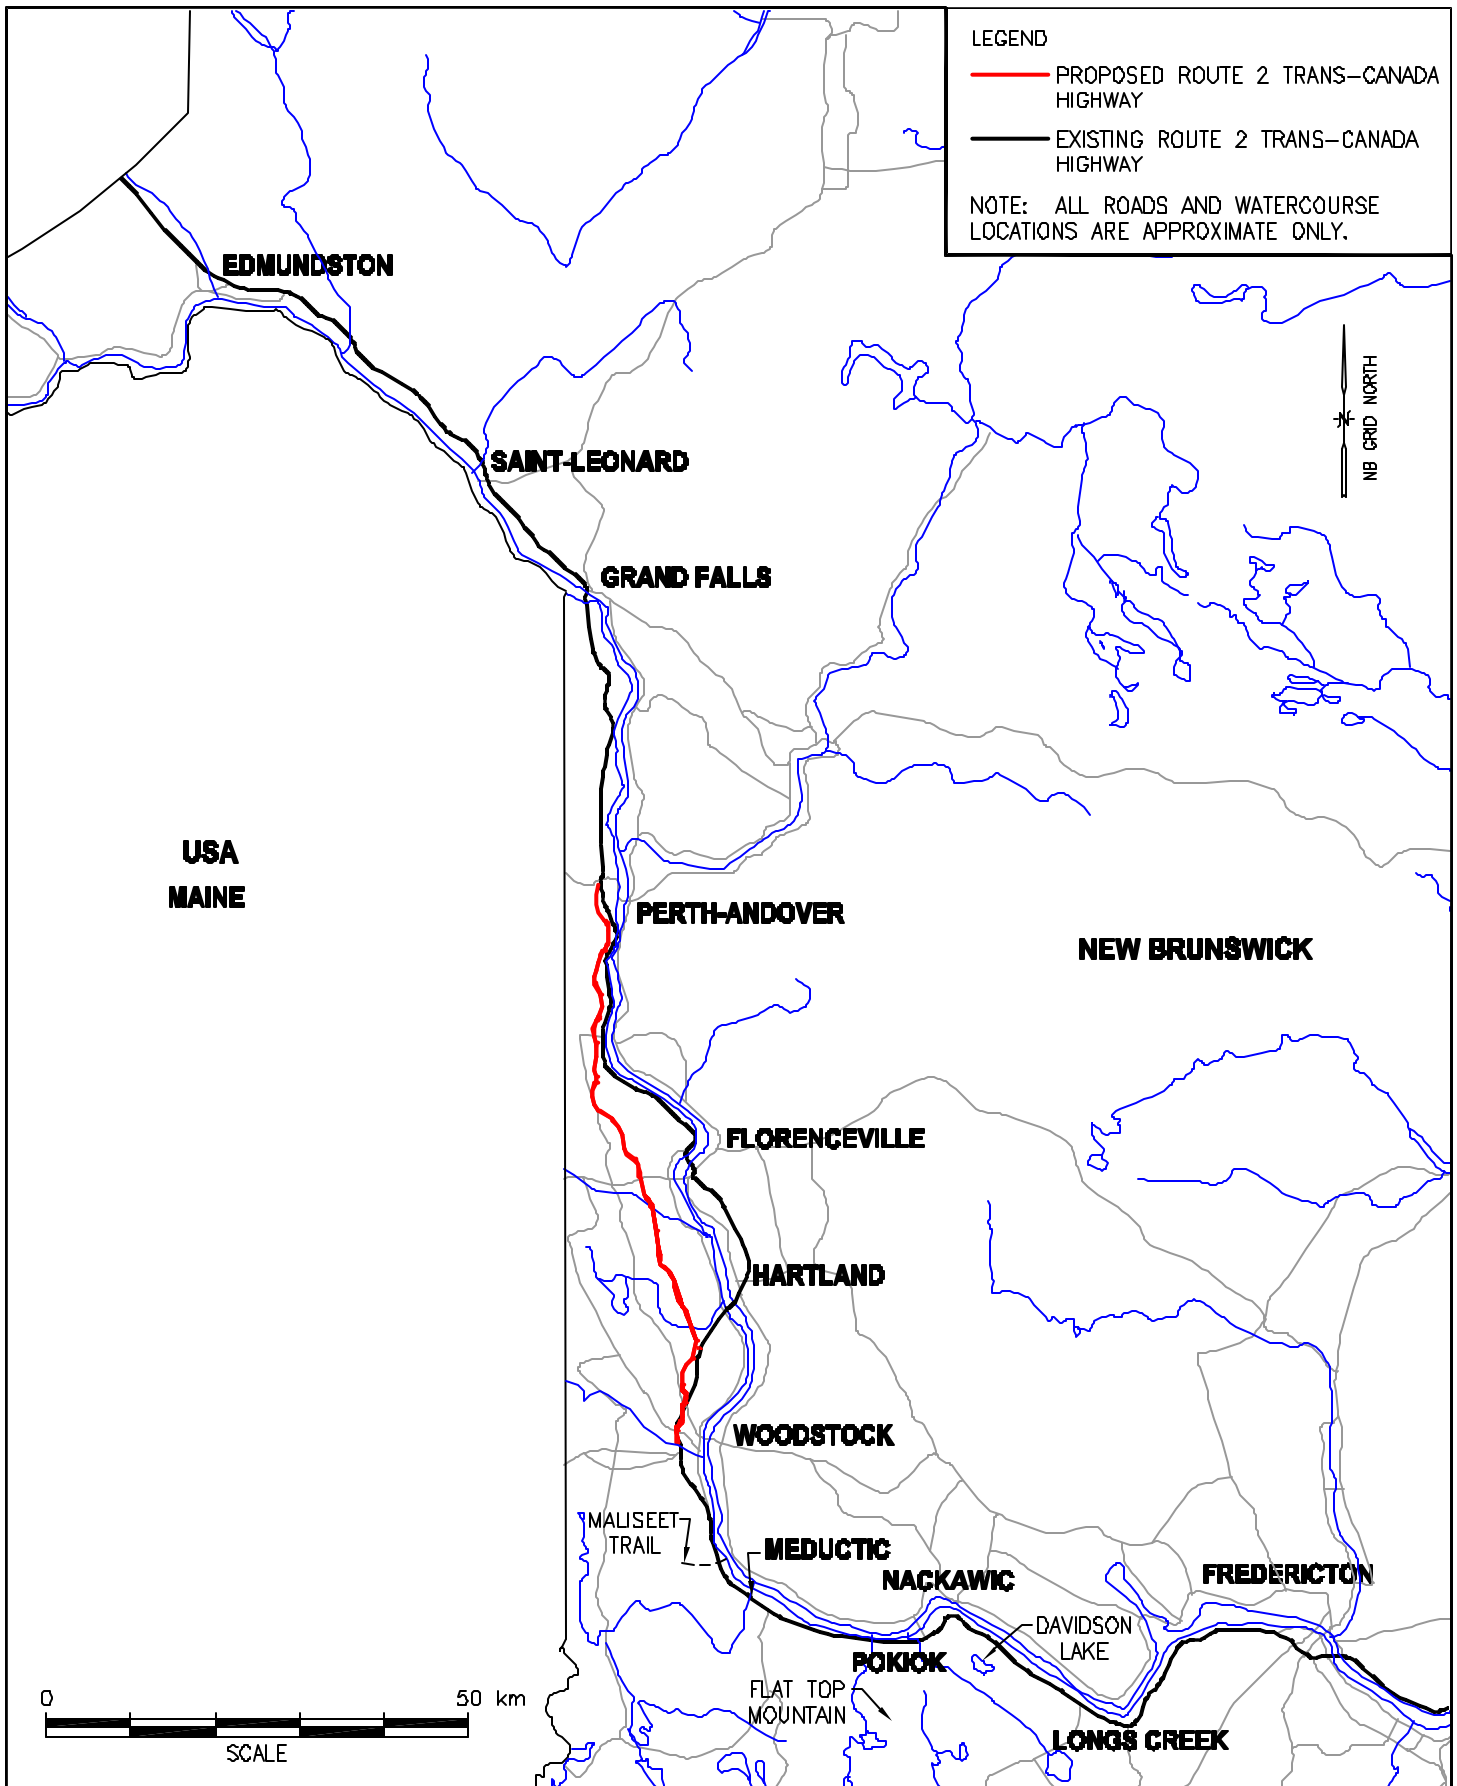 LEGEND
PROPOSED ROUTE 2 TRANS-CANADA
HIGHWAY
EXISTING ROUTE 2 TRANS-CANADA
HIGHWAY
NOTE: ALL ROADS AND WATERCOURSE
LOCATIONS ARE APPROXIMATE ONLY.
EDMUNDSTON
N
NB GRID NORTH
SAINT-LEONARD
GRAND FALLS
USA
MAINE
PERTH-ANDOVER
NEW BRUNSWICK
FLORENCEVILLE
HARTLAND
WOODSTOCK
MALISEET
TRAIL
MEDUCTIC
NACKAWIC
FREDERICTON
DAVIDSON
LAKE
POKIOK
FLAT TOP
MOUNTAIN
LONGS CREEK
0 50 km
SCALE